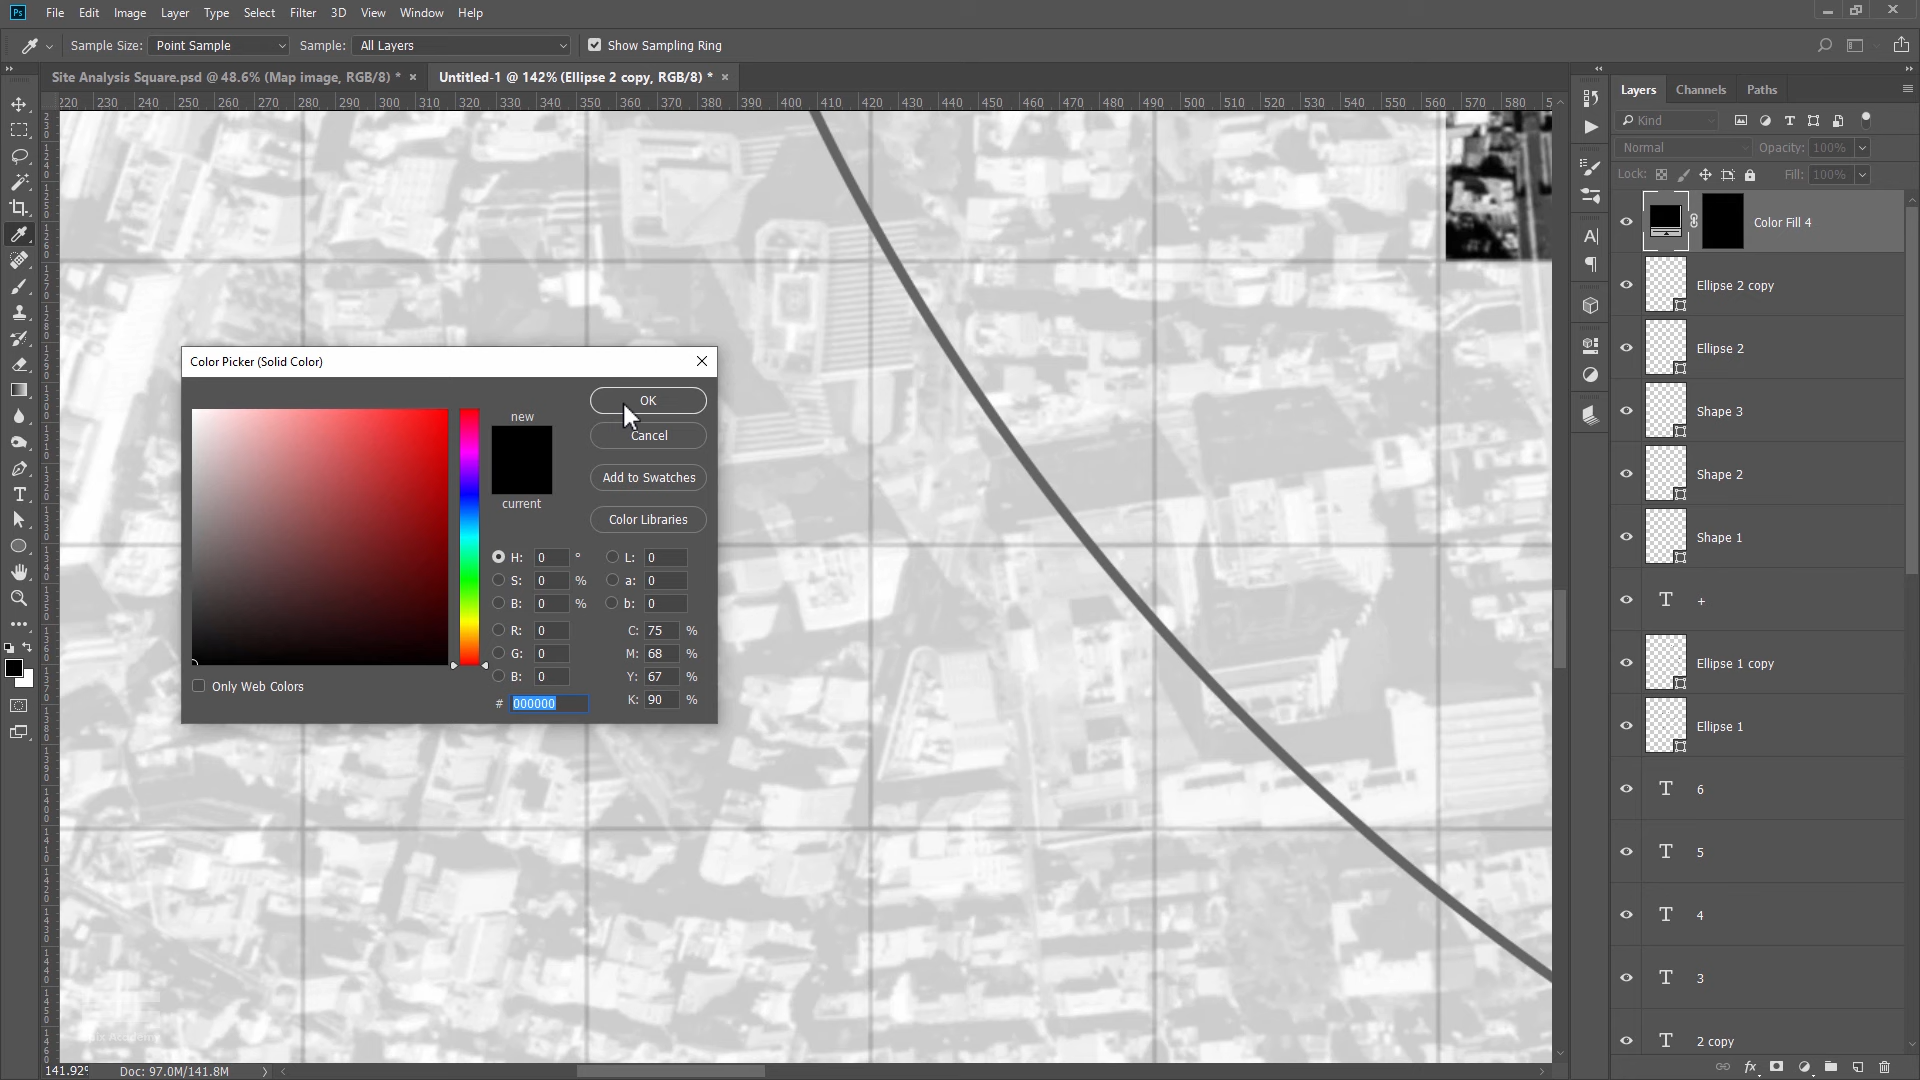 Ps File Edit Image Layer Type Select Filter 3D View Window Help
Sample Size: Point Sample Sample: All Layers Show Sampling Ring
Site Analysis Square.psd @ 48.6% (Map image, RGB/8) * × Untitled-1 @ 142% (Ellipse 2 copy, RGB/8) * ×
220 230 240 250 260 270 280 290 300 310 320 330 340 350 360 370 380 390 400 410 420 430 440 450 460 470 480 490 500 510 520 530 540 550 560 570 580
Layers Channels Paths
Kind
Normal Opacity: 100%
Lock: Fill: 100%
Color Fill 4
Ellipse 2 copy
Ellipse 2
Shape 3
Shape 2
Shape 1
+
Ellipse 1 copy
Ellipse 1
6
5
4
3
2 copy
Color Picker (Solid Color)
new
current
OK
Cancel
Add to Swatches
Color Libraries
H: 0 ° L: 0
S: 0 % a: 0
B: 0 % b: 0
R: 0 C: 75 %
G: 0 M: 68 %
B: 0 Y: 67 %
# 000000 K: 90 %
Only Web Colors
141.92% Doc: 97.0M/141.8M